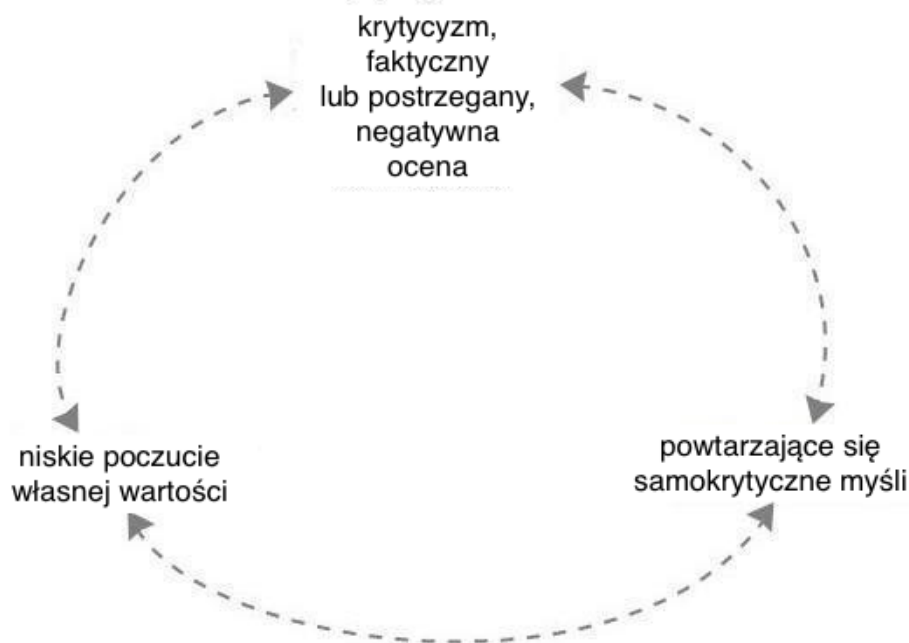 krytycyzm,
faktyczny
lub postrzegany,
negatywna
ocena
niskie poczucie
własnej wartości
powtarzające się
samokrytyczne myśli